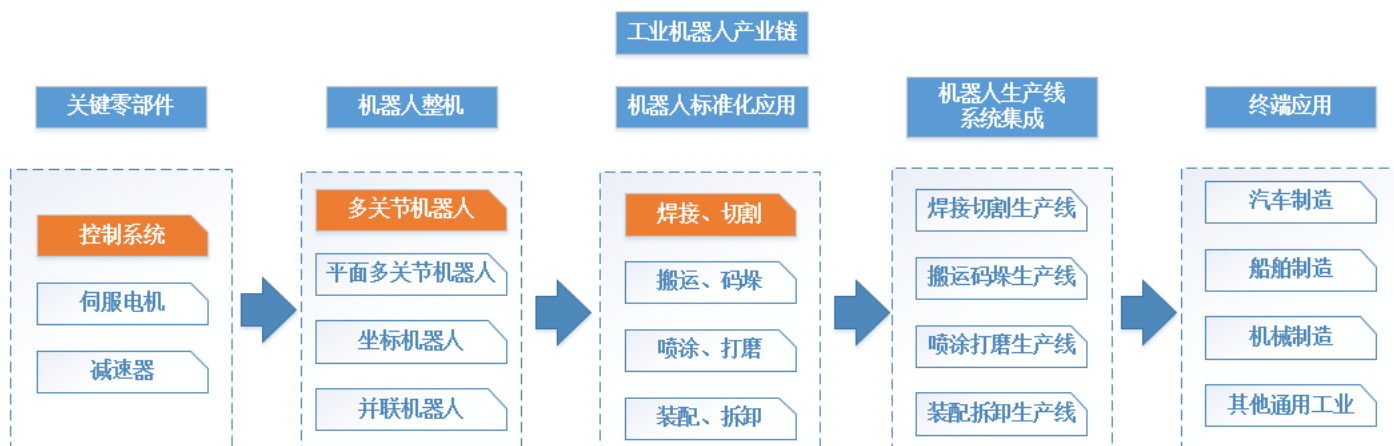 工业机器人产业链
关键零部件
机器人整机
机器人标准化应用
机器人生产线
系统集成
终端应用
控制系统
伺服电机
减速器
多关节机器人
平面多关节机器人
坐标机器人
并联机器人
焊接、切割
搬运、码垛
喷涂、打磨
装配、拆卸
焊接切割生产线
搬运码垛生产线
喷涂打磨生产线
装配拆卸生产线
汽车制造
船舶制造
机械制造
其他通用工业